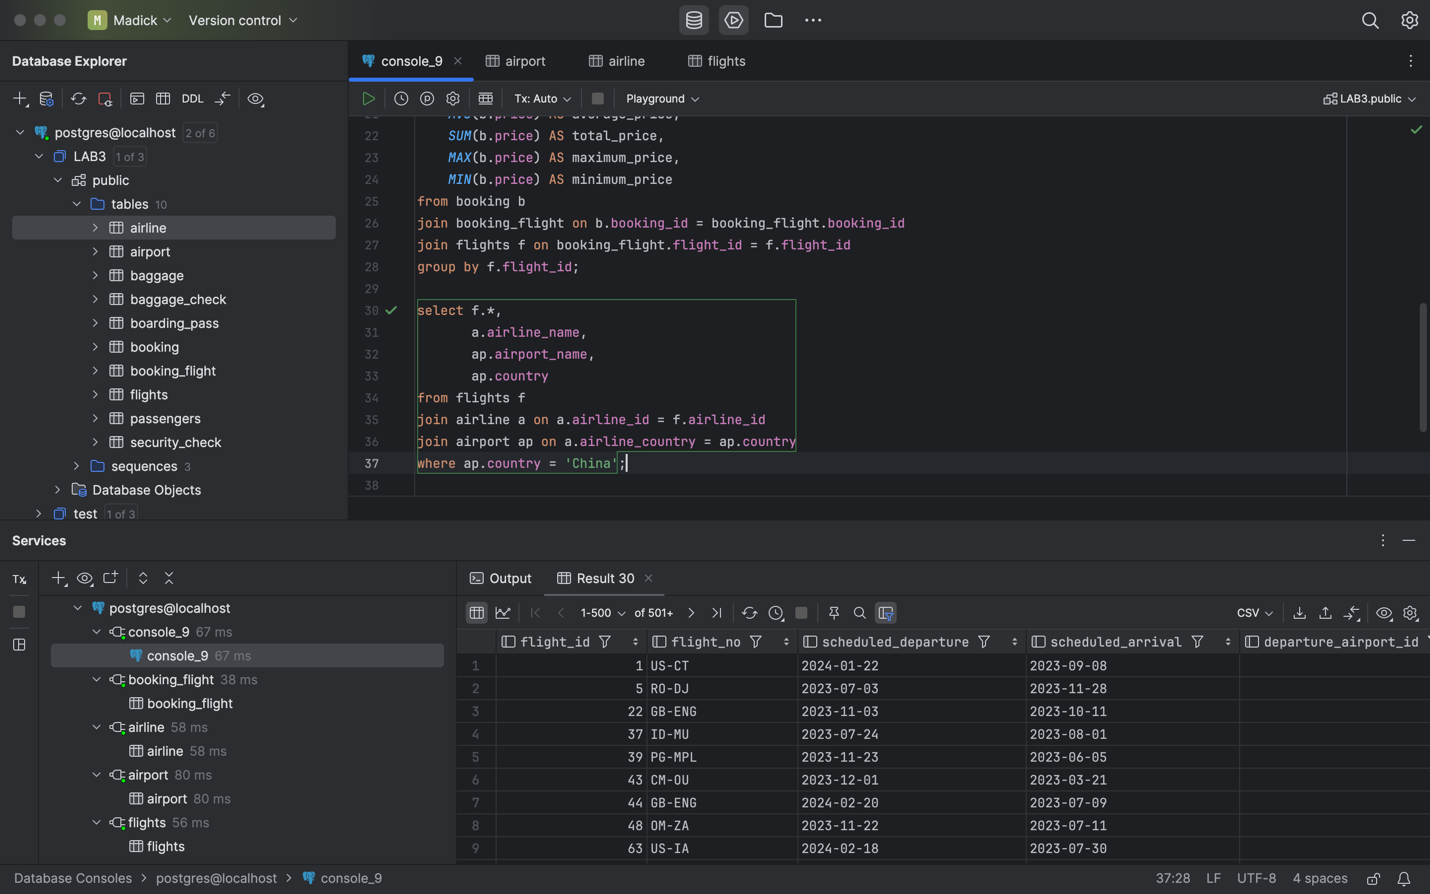 M Madick Version control
Database Explorer
console_9 airport airline flights
DDL
Tx: Auto Playground LAB3.public
postgres@localhost 2 of 6
LAB3 1 of 3
public
tables 10
airline
airport
baggage
baggage_check
boarding_pass
booking
booking_flight
flights
passengers
security_check
sequences 3
Database Objects
test 1 of 3
22 SUM(b.price) AS total_price,
23 MAX(b.price) AS maximum_price,
24 MIN(b.price) AS minimum_price
25 from booking b
26 join booking_flight on b.booking_id = booking_flight.booking_id
27 join flights f on booking_flight.flight_id = f.flight_id
28 group by f.flight_id;
29
30 select f.*,
31 a.airline_name,
32 ap.airport_name,
33 ap.country
34 from flights f
35 join airline a on a.airline_id = f.airline_id
36 join airport ap on a.airline_country = ap.country
37 where ap.country = 'China';
38
Services
Tx
postgres@localhost
console_9 67 ms
console_9 67 ms
booking_flight 38 ms
booking_flight
airline 58 ms
airline 58 ms
airport 80 ms
airport 80 ms
flights 56 ms
flights
Output Result 30
1-500 of 501+ CSV
flight_id flight_no scheduled_departure scheduled_arrival departure_airport_id
1 1 US-CT 2024-01-22 2023-09-08
2 5 RO-DJ 2023-07-03 2023-11-28
3 22 GB-ENG 2023-11-03 2023-10-11
4 37 ID-MU 2023-07-24 2023-08-01
5 39 PG-MPL 2023-11-23 2023-06-05
6 43 CM-OU 2023-12-01 2023-03-21
7 44 GB-ENG 2024-02-20 2023-07-09
8 48 OM-ZA 2023-11-22 2023-07-11
9 63 US-IA 2024-02-18 2023-07-30
Database Consoles > postgres@localhost > console_9
37:28 LF UTF-8 4 spaces